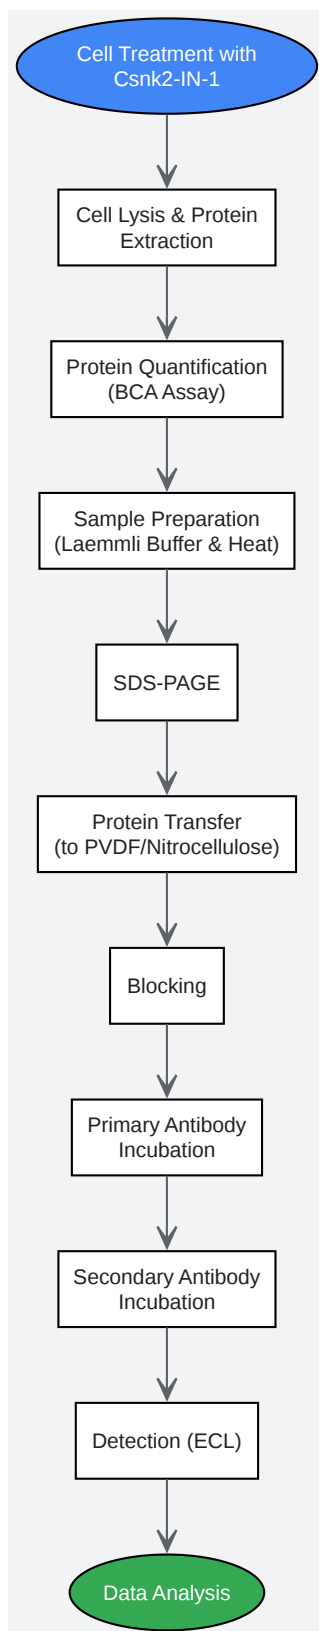 Cell Treatment with
Csnk2-IN-1
Cell Lysis & Protein
Extraction
Protein Quantification
(BCA Assay)
Sample Preparation
(Laemmli Buffer & Heat)
SDS-PAGE
Protein Transfer
(to PVDF/Nitrocellulose)
Blocking
Primary Antibody
Incubation
Secondary Antibody
Incubation
Detection (ECL)
Data Analysis